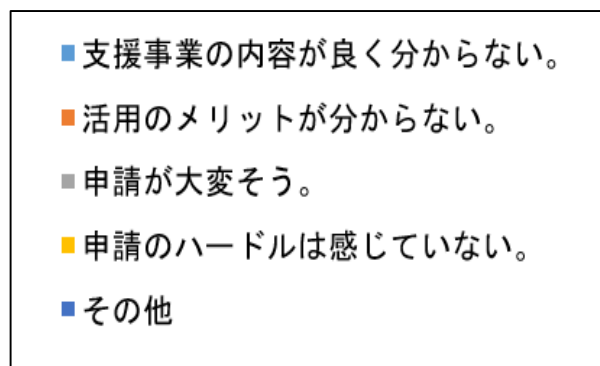 支援事業の内容が良く分からない。
活用のメリットが分からない。
申請が大変そう。
申請のハードルは感じていない。
その他